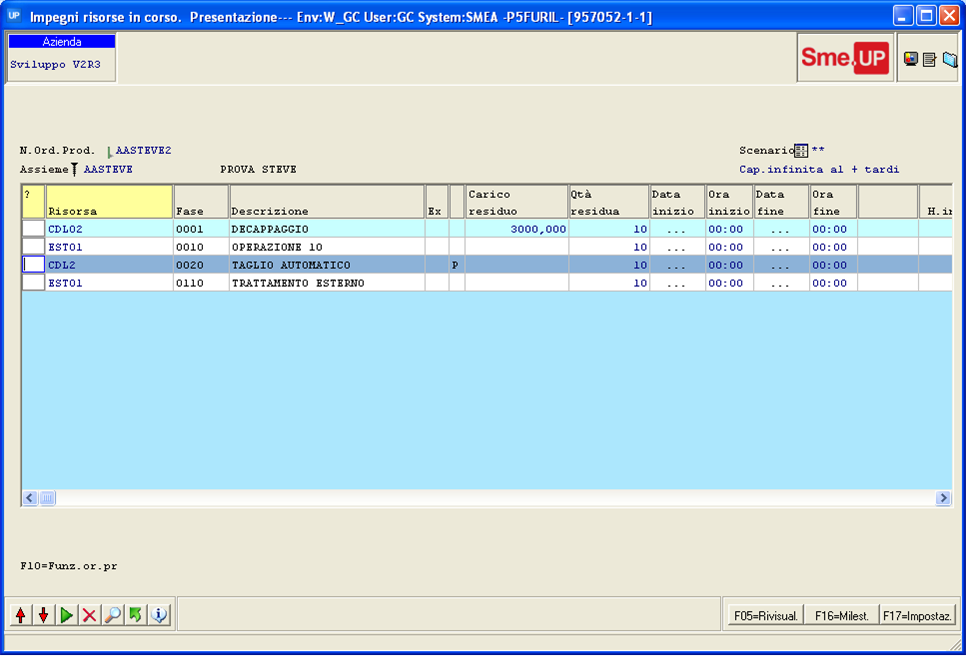 UP Impegni risorse in corso. Presentazione--- Env:W_GC User:GC System:SMEA -P5FURIL- [957052-1-1]
Azienda
Sviluppo V2R3
Sme.UP
N.Ord.Prod. AASTEVE2 Scenario **
Assieme AASTEVE PROVA STEVE Cap.infinita al + tardi
? Carico Qtà Data Ora Data Ora
Risorsa Fase Descrizione Ex residuo residua inizio inizio fine fine
CDL02 0001 DECAPPAGGIO 3000,000 10 ... 00:00 ... 00:00
EST01 0010 OPERAZIONE 10 10 ... 00:00 ... 00:00
CDL2 0020 TAGLIO AUTOMATICO P 10 ... 00:00 ... 00:00
EST01 0110 TRATTAMENTO ESTERNO 10 ... 00:00 ... 00:00
F10=Funz.or.pr
F05=Rivisual. F16=Milest. F17=Impostaz.